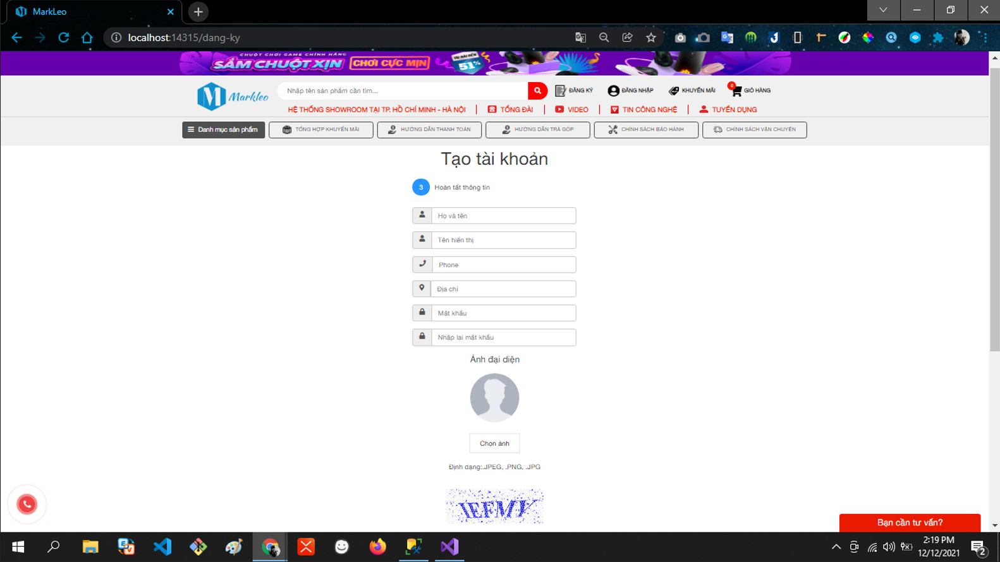 MarkLeo
localhost:14315/dang-ky
CHUỘT CHƠI GAME CHÍNH HÃNG
SẮM CHUỘT XỊN
CHƠI CỰC MỊN
ƯU ĐÃI ĐẾN
51%
Markleo
Nhập tên sản phẩm cần tìm...
ĐĂNG KÝ
ĐĂNG NHẬP
KHUYẾN MÃI
0
GIỎ HÀNG
HỆ THỐNG SHOWROOM TẠI TP. HỒ CHÍ MINH - HÀ NỘI
TỔNG ĐÀI
VIDEO
TIN CÔNG NGHỆ
TUYỂN DỤNG
Danh mục sản phẩm
TỔNG HỢP KHUYẾN MÃI
HƯỚNG DẪN THANH TOÁN
HƯỚNG DẪN TRẢ GÓP
CHÍNH SÁCH BẢO HÀNH
CHÍNH SÁCH VẬN CHUYỂN
Tạo tài khoản
3 Hoàn tất thông tin
Họ và tên
Tên hiển thị
Phone
Địa chỉ
Mật khẩu
Nhập lại mật khẩu
Ảnh đại diện
Chọn ảnh
Định dạng:.JPEG, .PNG, .JPG
Bạn cần tư vấn?
2:19 PM
12/12/2021
2